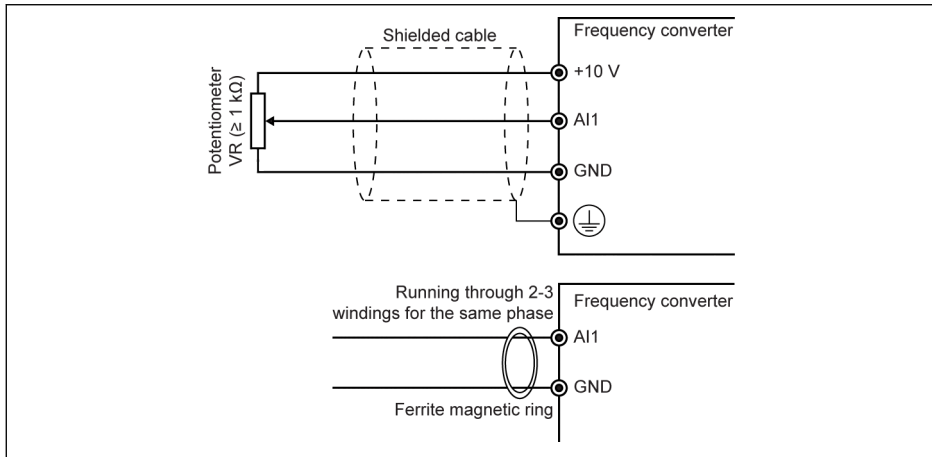 Shielded cable
Frequency converter
+10 V
Potentiometer
VR (≥ 1 kΩ)
AI1
GND
Running through 2-3
windings for the same phase
Frequency converter
AI1
GND
Ferrite magnetic ring